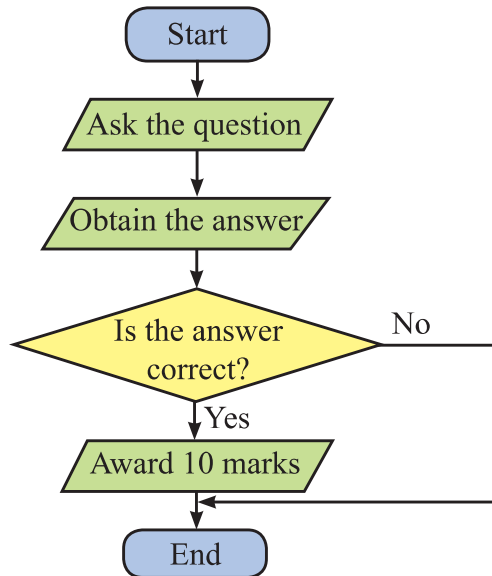 Start
Ask the question
Obtain the answer
Is the answer
correct?
No
Yes
Award 10 marks
End